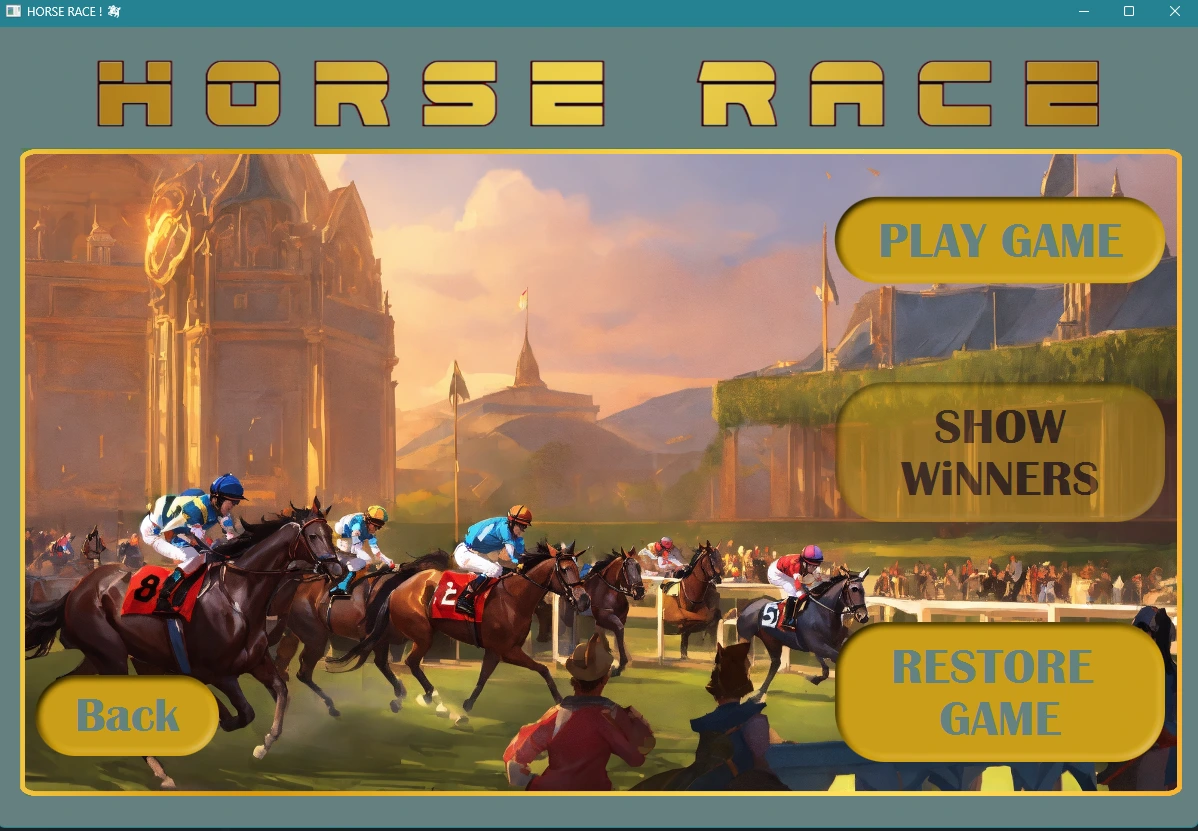 HORSE RACE !
HORSE RACE
PLAY GAME
SHOW
WiNNERS
RESTORE
GAME
Back
8
2
5